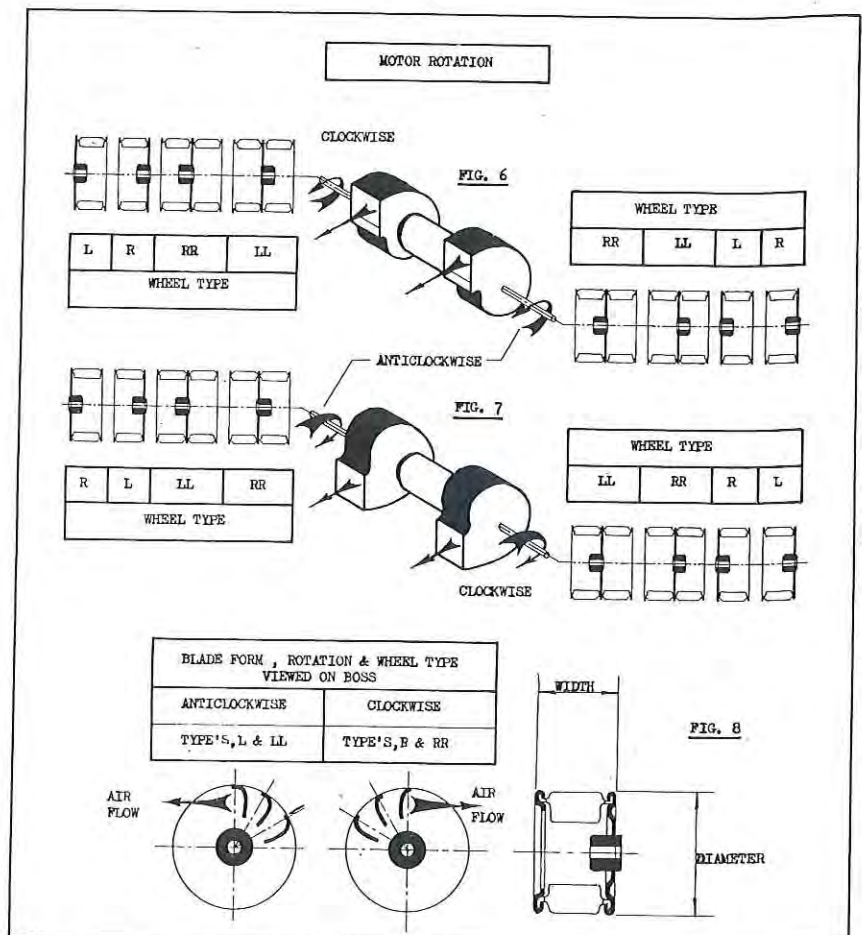 MOTOR ROTATION
CLOCKWISE
FIG. 6
L R RR LL
WHEEL TYPE
WHEEL TYPE
RR LL L R
ANTICLOCKWISE
FIG. 7
R L LL RR
WHEEL TYPE
WHEEL TYPE
LL RR R L
CLOCKWISE
BLADE FORM , ROTATION & WHEEL TYPE
VIEWED ON BOSS
ANTICLOCKWISE CLOCKWISE
TYPE'S, L & LL TYPE'S, R & RR
AIR
FLOW
AIR
FLOW
WIDTH
FIG. 8
DIAMETER